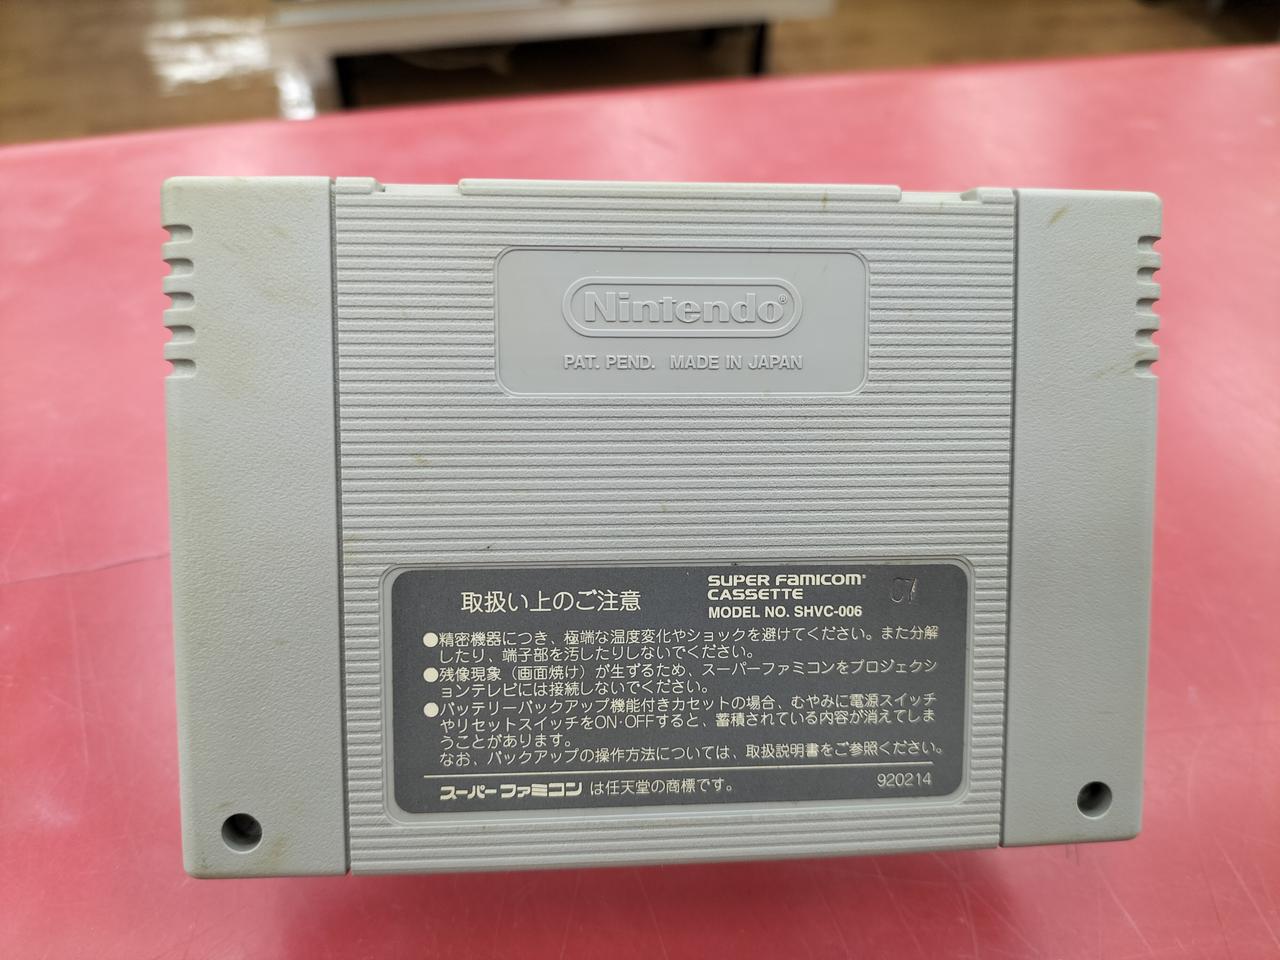 Nintendo®
PAT. PEND. MADE IN JAPAN
取扱い上のご注意
SUPER FAMICOM®
CASSETTE
MODEL NO. SHVC-006
07
●精密機器につき、極端な温度変化やショックを避けてください。また分解
したり、端子部を汚したりしないでください。
●残像現象（画面焼け）が生ずるため、スーパーファミコンをプロジェクシ
ョンテレビには接続しないでください。
●バッテリーバックアップ機能付きカセットの場合、むやみに電源スイッチ
やリセットスイッチをON·OFFすると、蓄積されている内容が消えてしま
うことがあります。
なお、バックアップの操作方法については、取扱説明書をご参照ください。
スーパーファミコンは任天堂の商標です。
920214